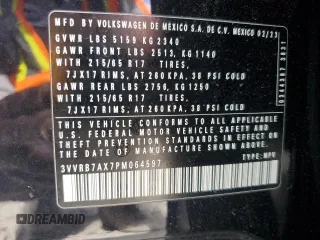 MFD BY VOLKSWAGEN DE MEXICO S.A. DE C.V. MEXICO 02/23
GVWR LBS 5159 KG 2340
GAWR FRONT LBS 2513, KG 1140
WITH 215/65 R17 TIRES,
7JX17 RIMS, AT 260 KPA, 38 PSI COLD
GAWR REAR LBS 2756, KG 1250
WITH 215/65 R17 TIRES,
7JX17 RIMS, AT 260 KPA, 38 PSI COLD
THIS VEHICLE CONFORMS TO ALL APPLICABLE
U.S. FEDERAL MOTOR VEHICLE SAFETY AND
THEFT PREVENTION STANDARDS IN EFFECT ON THE
DATE OF MANUFACTURE SHOWN ABOVE.
3VVRB7AX7PM064597 TYPE: MPV
DREAMBID